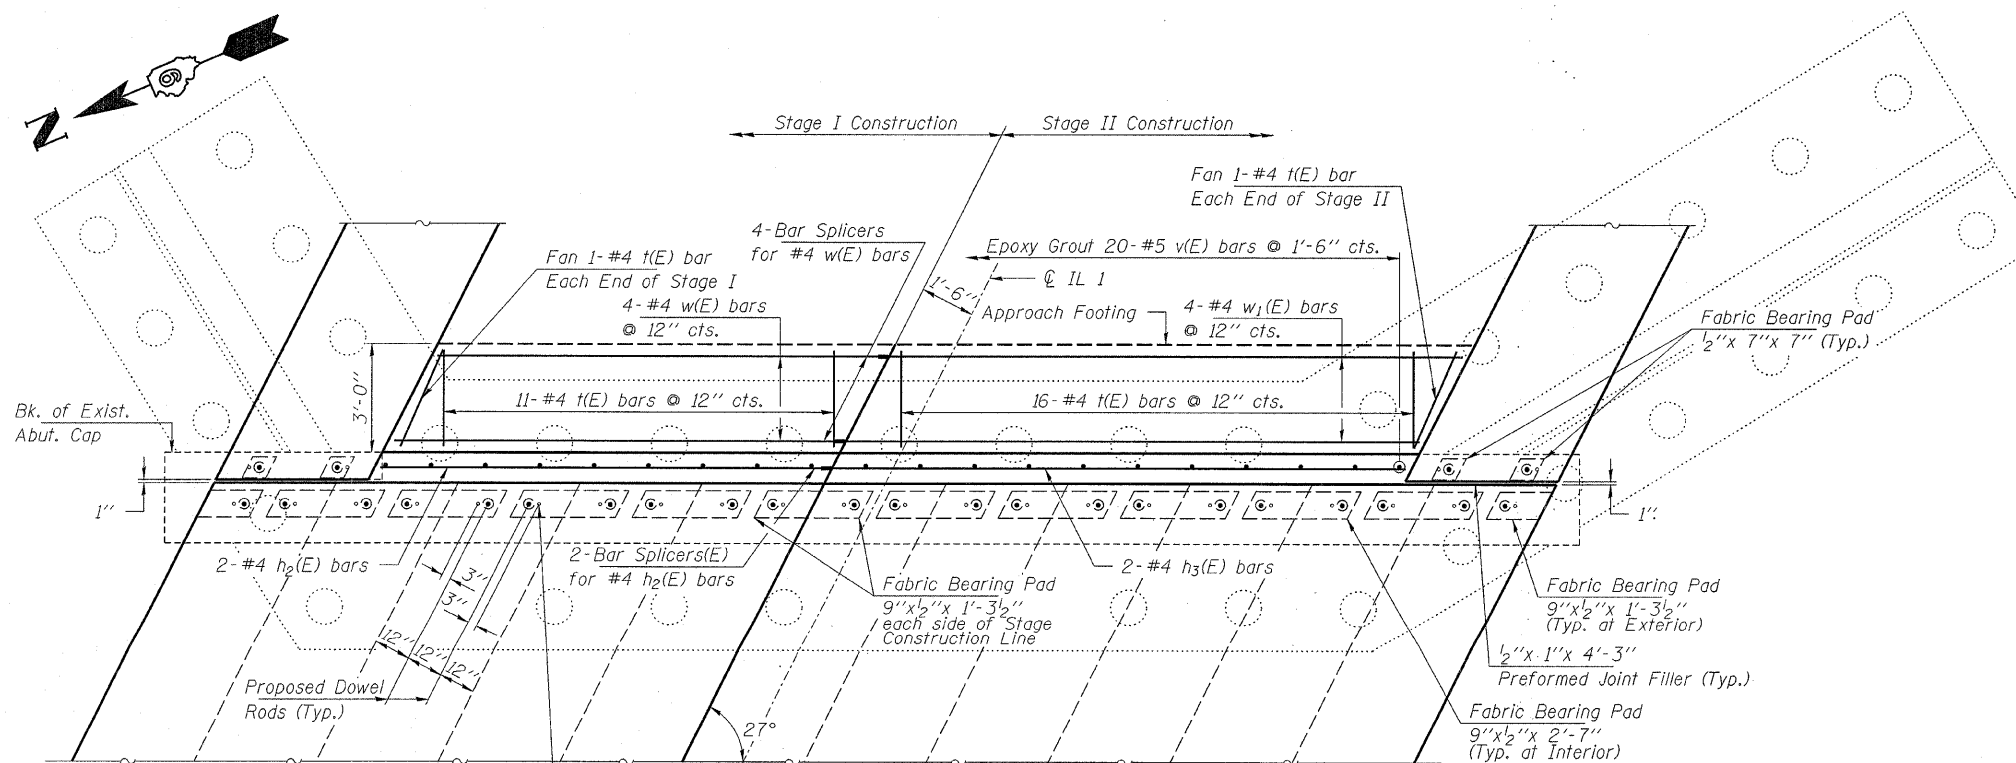 N
6
Stage I Construction
Stage II Construction
Fan 1-#4 t(E) bar
Each End of Stage II
4-Bar Splicers
for #4 w(E) bars
Epoxy Grout 20-#5 v(E) bars @ 1'-6" cts.
Fan 1-#4 t(E) bar
Each End of Stage I
℄ IL 1
1'-6"
4-#4 w(E) bars
@ 12" cts.
Approach Footing
4-#4 w₁(E) bars
@ 12" cts.
Fabric Bearing Pad
½"x 7"x 7" (Typ.)
3'-0"
11-#4 t(E) bars @ 12" cts.
16-#4 t(E) bars @ 12" cts.
Bk. of Exist.
Abut. Cap
1"
1"
2-#4 h₂(E) bars
2-Bar Splicers(E)
for #4 h₂(E) bars
2-#4 h₃(E) bars
3"
3"
Fabric Bearing Pad
9"x½"x 1'-3½"
each side of Stage
Construction Line
Fabric Bearing Pad
9"x½"x 1'-3½"
(Typ. at Exterior)
12"
12"
12"
½"x 1"x 4'-3"
Preformed Joint Filler (Typ.)
Proposed Dowel
Rods (Typ.)
27°
Fabric Bearing Pad
9"x½"x 2'-7"
(Typ. at Interior)